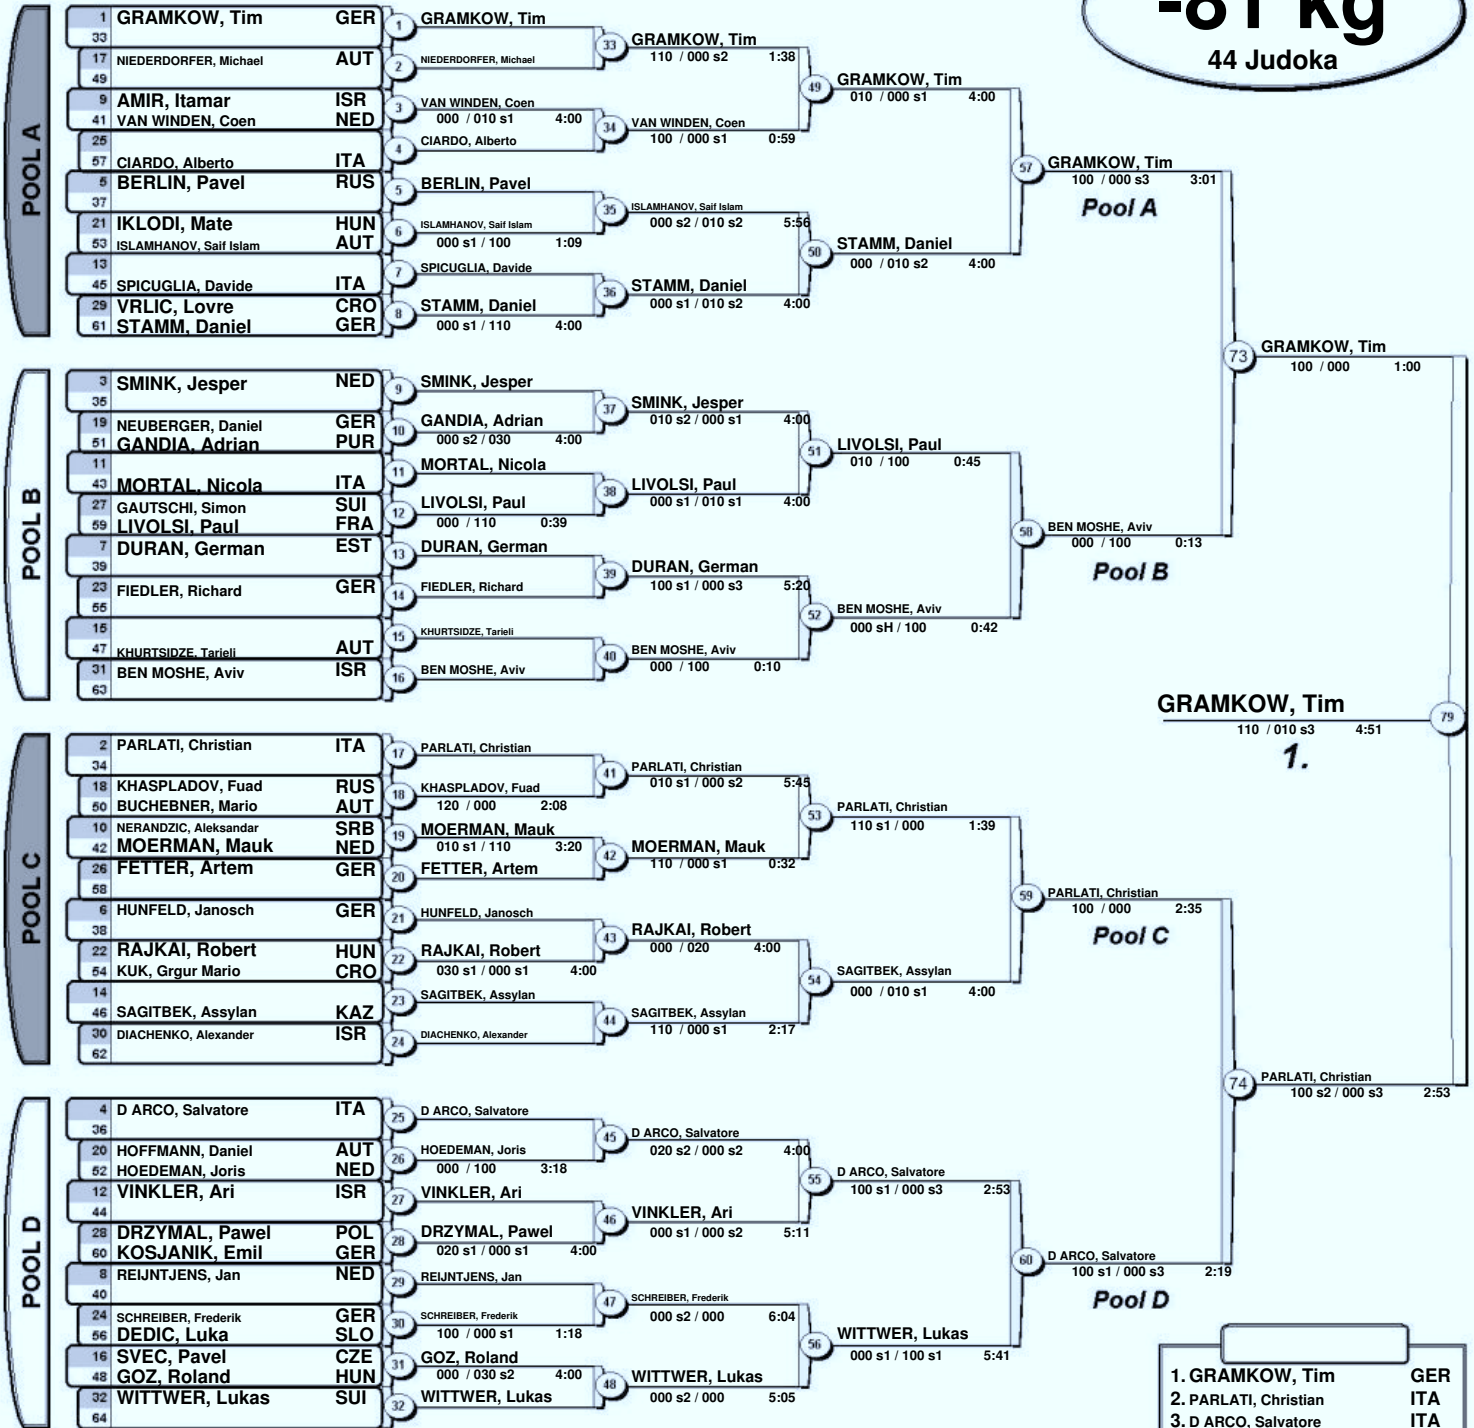 -81 kg
44 Judoka
POOL A
1 GRAMKOW, Tim GER
33
17 NIEDERDORFER, Michael AUT
49
9 AMIR, Itamar ISR
41 VAN WINDEN, Coen NED
25
57 CIARDO, Alberto ITA
5 BERLIN, Pavel RUS
37
21 IKLODI, Mate HUN
53 ISLAMHANOV, Saif Islam AUT
13
45 SPICUGLIA, Davide ITA
29 VRLIC, Lovre CRO
61 STAMM, Daniel GER
1 GRAMKOW, Tim
2 NIEDERDORFER, Michael
3 VAN WINDEN, Coen
000 / 010 s1 4:00
4 CIARDO, Alberto
5 BERLIN, Pavel
6 ISLAMHANOV, Saif Islam
000 s1 / 100 1:09
7 SPICUGLIA, Davide
8 STAMM, Daniel
000 s1 / 110 4:00
33 GRAMKOW, Tim
110 / 000 s2 1:38
34 VAN WINDEN, Coen
100 / 000 s1 0:59
35 ISLAMHANOV, Saif Islam
000 s2 / 010 s2 5:56
36 STAMM, Daniel
000 s1 / 010 s2 4:00
49 GRAMKOW, Tim
010 / 000 s1 4:00
50 STAMM, Daniel
000 / 010 s2 4:00
57 GRAMKOW, Tim
100 / 000 s3 3:01
Pool A
POOL B
3 SMINK, Jesper NED
35
19 NEUBERGER, Daniel GER
51 GANDIA, Adrian PUR
11
43 MORTAL, Nicola ITA
27 GAUTSCHI, Simon SUI
59 LIVOLSI, Paul FRA
7 DURAN, German EST
39
23 FIEDLER, Richard GER
55
15
47 KHURTSIDZE, Tarieli AUT
31 BEN MOSHE, Aviv ISR
63
9 SMINK, Jesper
10 GANDIA, Adrian
000 s2 / 030 4:00
11 MORTAL, Nicola
12 LIVOLSI, Paul
000 / 110 0:39
13 DURAN, German
14 FIEDLER, Richard
15 KHURTSIDZE, Tarieli
16 BEN MOSHE, Aviv
37 SMINK, Jesper
010 s2 / 000 s1 4:00
38 LIVOLSI, Paul
000 s1 / 010 s1 4:00
39 DURAN, German
100 s1 / 000 s3 5:20
40 BEN MOSHE, Aviv
000 / 100 0:10
51 LIVOLSI, Paul
010 / 100 0:45
52 BEN MOSHE, Aviv
000 sH / 100 0:42
58 BEN MOSHE, Aviv
000 / 100 0:13
Pool B
73 GRAMKOW, Tim
100 / 000 1:00
GRAMKOW, Tim 79
110 / 010 s3 4:51
1.
POOL C
2 PARLATI, Christian ITA
34
18 KHASPLADOV, Fuad RUS
50 BUCHEBNER, Mario AUT
10 NERANDZIC, Aleksandar SRB
42 MOERMAN, Mauk NED
26 FETTER, Artem GER
58
6 HUNFELD, Janosch GER
38
22 RAJKAI, Robert HUN
54 KUK, Grgur Mario CRO
14
46 SAGITBEK, Assylan KAZ
30 DIACHENKO, Alexander ISR
62
17 PARLATI, Christian
18 KHASPLADOV, Fuad
120 / 000 2:08
19 MOERMAN, Mauk
010 s1 / 110 3:20
20 FETTER, Artem
21 HUNFELD, Janosch
22 RAJKAI, Robert
030 s1 / 000 s1 4:00
23 SAGITBEK, Assylan
24 DIACHENKO, Alexander
41 PARLATI, Christian
010 s1 / 000 s2 5:45
42 MOERMAN, Mauk
110 / 000 s1 0:32
43 RAJKAI, Robert
000 / 020 4:00
44 SAGITBEK, Assylan
110 / 000 s1 2:17
53 PARLATI, Christian
110 s1 / 000 1:39
54 SAGITBEK, Assylan
000 / 010 s1 4:00
59 PARLATI, Christian
100 / 000 2:35
Pool C
POOL D
4 D ARCO, Salvatore ITA
36
20 HOFFMANN, Daniel AUT
52 HOEDEMAN, Joris NED
12 VINKLER, Ari ISR
44
28 DRZYMAL, Pawel POL
60 KOSJANIK, Emil GER
8 REIJNTJENS, Jan NED
40
24 SCHREIBER, Frederik GER
56 DEDIC, Luka SLO
16 SVEC, Pavel CZE
48 GOZ, Roland HUN
32 WITTWER, Lukas SUI
64
25 D ARCO, Salvatore
26 HOEDEMAN, Joris
000 / 100 3:18
27 VINKLER, Ari
28 DRZYMAL, Pawel
020 s1 / 000 s1 4:00
29 REIJNTJENS, Jan
30 SCHREIBER, Frederik
100 / 000 s1 1:18
31 GOZ, Roland
000 / 030 s2 4:00
32 WITTWER, Lukas
45 D ARCO, Salvatore
020 s2 / 000 s2 4:00
46 VINKLER, Ari
000 s1 / 000 s2 5:11
47 SCHREIBER, Frederik
000 s2 / 000 6:04
48 WITTWER, Lukas
000 s2 / 000 5:05
55 D ARCO, Salvatore
100 s1 / 000 s3 2:53
56 WITTWER, Lukas
000 s1 / 100 s1 5:41
60 D ARCO, Salvatore
100 s1 / 000 s3 2:19
Pool D
74 PARLATI, Christian
100 s2 / 000 s3 2:53
1. GRAMKOW, Tim GER
2. PARLATI, Christian ITA
3. D ARCO, Salvatore ITA